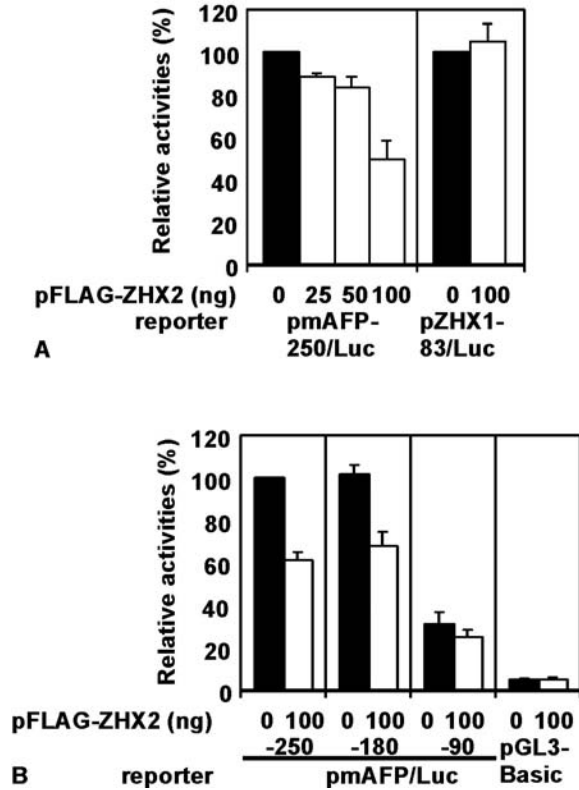 120
100
80
60
40
20
0
Relative activities (%)
pFLAG-ZHX2 (ng) 0 25 50 100 0 100
reporter pmAFP- pZHX1-
250/Luc 83/Luc
A
120
100
80
60
40
20
0
Relative activities (%)
pFLAG-ZHX2 (ng) 0 100 0 100 0 100 0 100
-250 -180 -90 pGL3-
B reporter pmAFP/Luc Basic